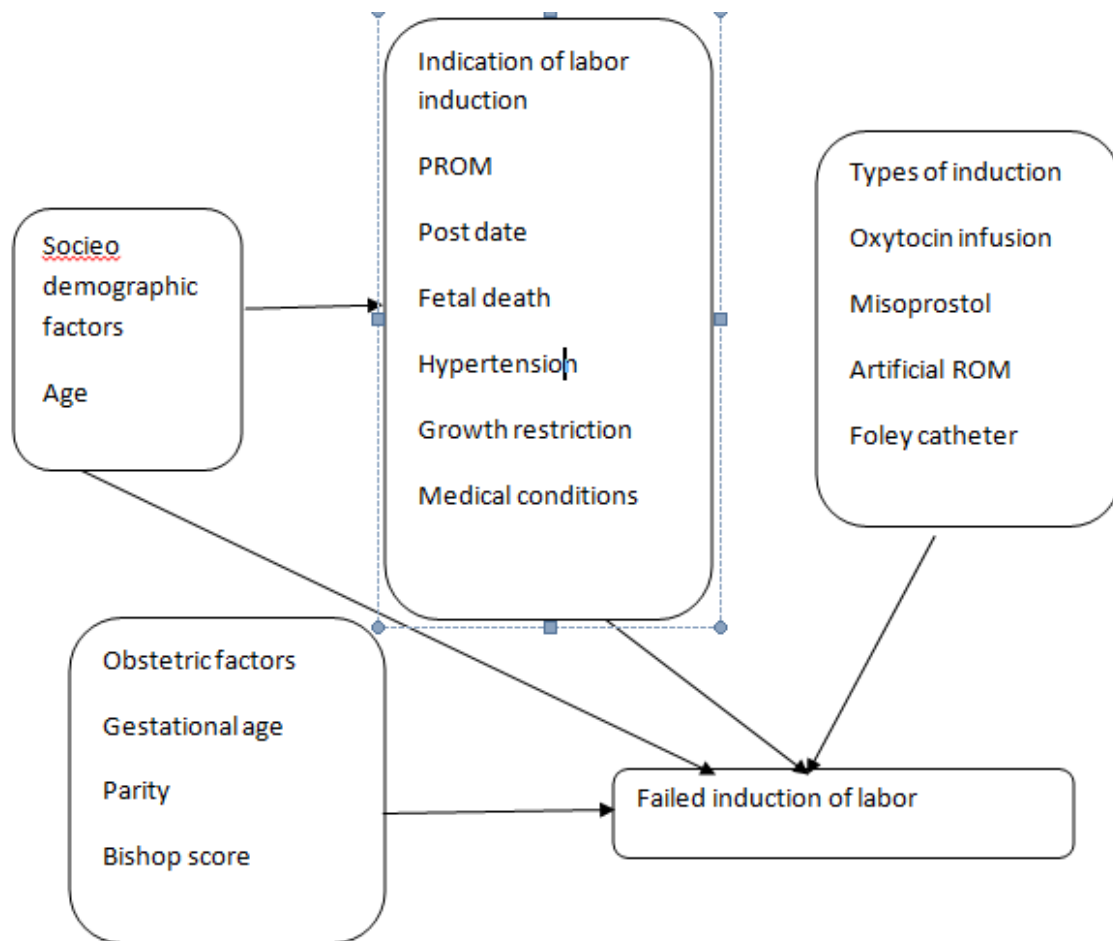 Indication of labor
induction
PROM
Post date
Fetal death
Hypertension
Growth restriction
Medical conditions
Types of induction
Oxytocin infusion
Misoprostol
Artificial ROM
Foley catheter
Socieo
demographic
factors
Age
Obstetric factors
Gestational age
Parity
Bishop score
Failed induction of labor